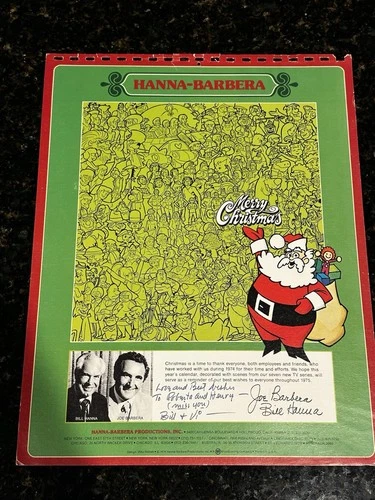 HANNA-BARBERA
Merry
Christmas
Christmas is a time to thank everyone, both employees and friends, who
have worked with us during 1974 for their time and efforts. We hope this
year's calendar, decorated with scenes from our seven new TV series, will
serve as a reminder of our best wishes to everyone throughout 1975.
Love and Best Wishes
To and Henry —
(miss you)
Bill & Vi —
Joe Barbera
Bill Hanna
BILL HANNA
JOE BARBERA
HANNA-BARBERA PRODUCTIONS, INC.